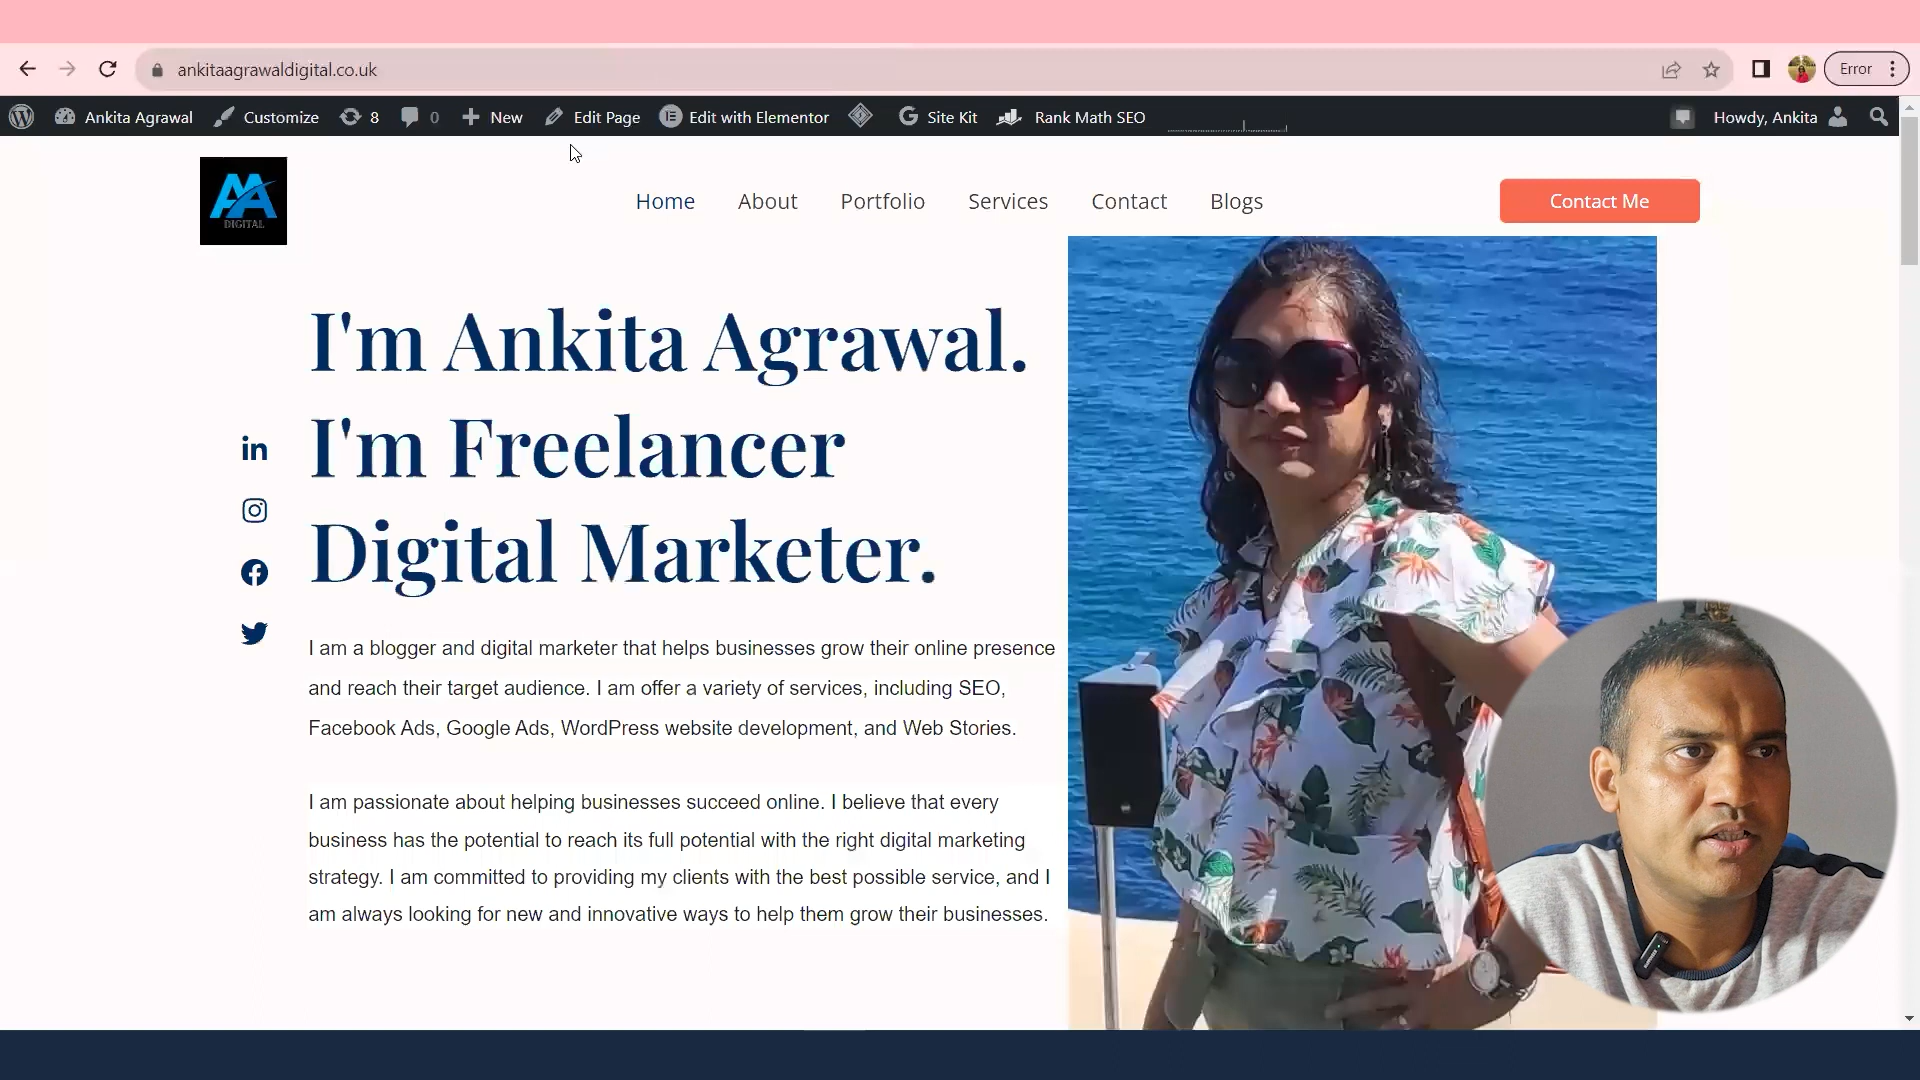 ankitaagrawaldigital.co.uk
Error
Ankita Agrawal
Customize
8
0
New
Edit Page
Edit with Elementor
Site Kit
Rank Math SEO
Howdy, Ankita
AA
DIGITAL
Home
About
Portfolio
Services
Contact
Blogs
Contact Me
I'm Ankita Agrawal.
I'm Freelancer
Digital Marketer.
I am a blogger and digital marketer that helps businesses grow their online presence
and reach their target audience. I am offer a variety of services, including SEO,
Facebook Ads, Google Ads, WordPress website development, and Web Stories.
I am passionate about helping businesses succeed online. I believe that every
business has the potential to reach its full potential with the right digital marketing
strategy. I am committed to providing my clients with the best possible service, and I
am always looking for new and innovative ways to help them grow their businesses.